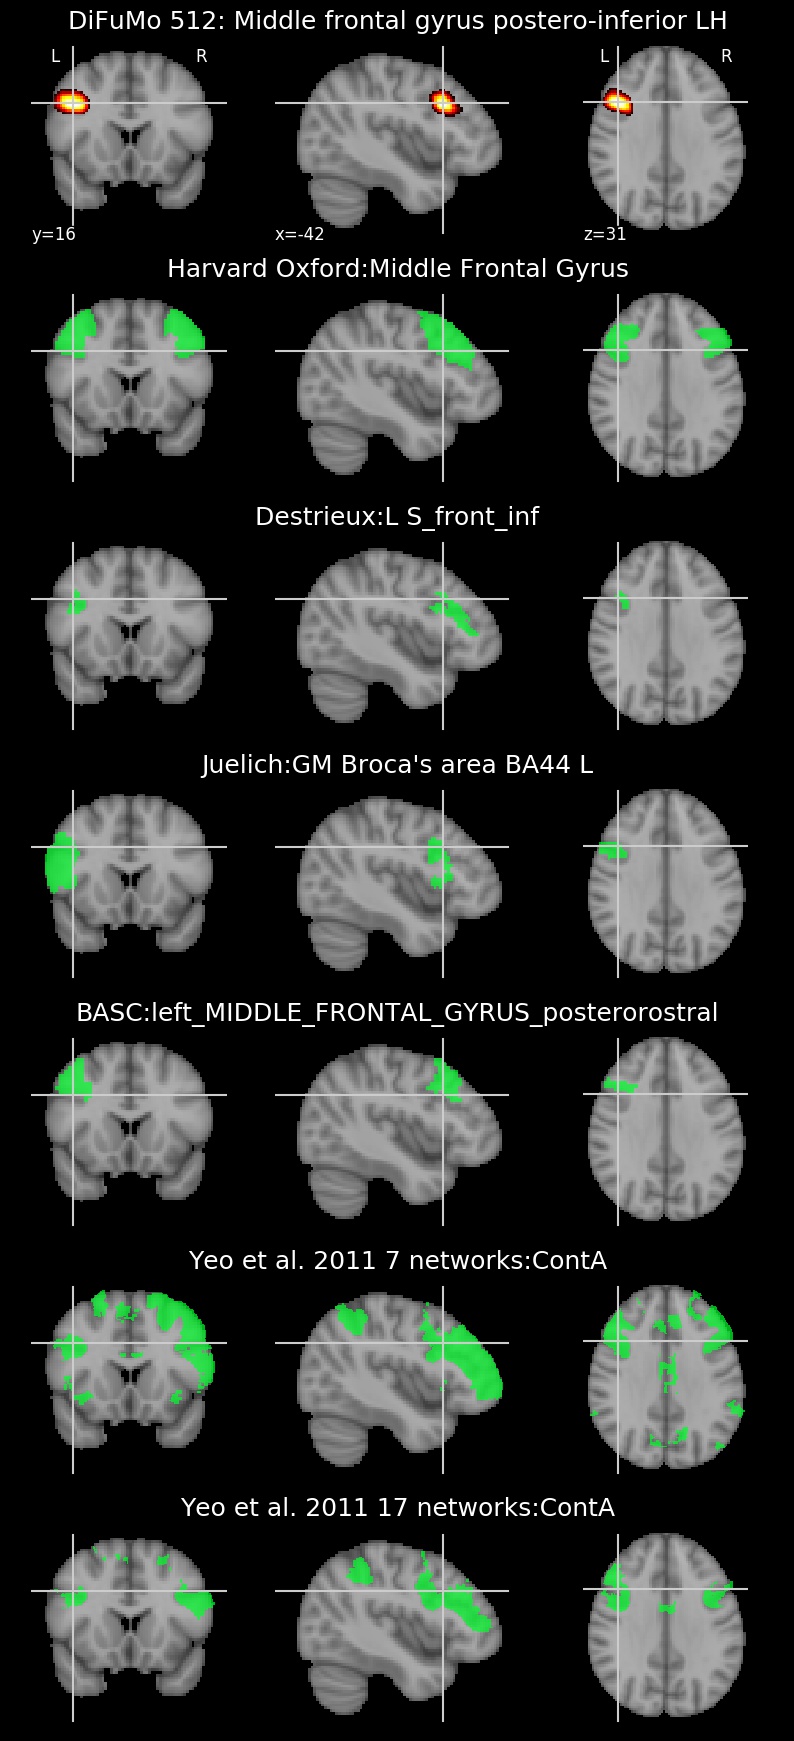 DiFuMo 512: Middle frontal gyrus postero-inferior LH
L R L R
y=16 x=-42 z=31
Harvard Oxford:Middle Frontal Gyrus
Destrieux:L S_front_inf
Juelich:GM Broca's area BA44 L
BASC:left_MIDDLE_FRONTAL_GYRUS_posterorostral
Yeo et al. 2011 7 networks:ContA
Yeo et al. 2011 17 networks:ContA